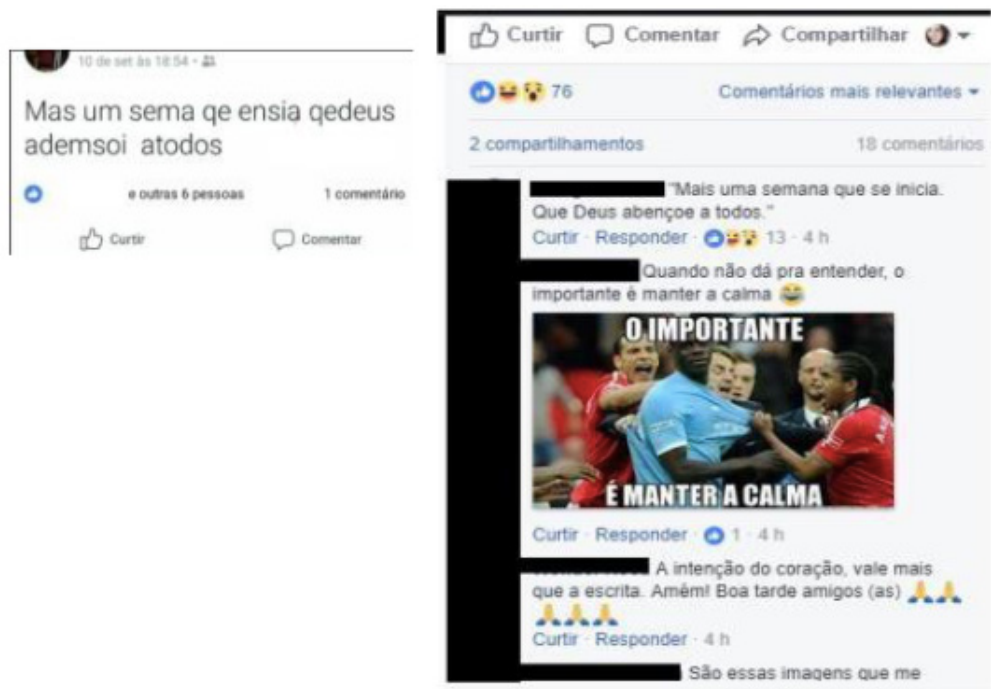 10 de set às 18:54
Mas um sema qe ensia qedeus
ademsoi atodos
e outras 6 pessoas 1 comentário
Curtir Comentar
Curtir Comentar Compartilhar
76 Comentários mais relevantes
2 compartilhamentos 18 comentários
"Mais uma semana que se inicia.
Que Deus abençoe a todos."
Curtir · Responder · 13 · 4 h
Quando não dá pra entender, o
importante é manter a calma 😂
O IMPORTANTE
É MANTER A CALMA
Curtir · Responder · 1 · 4 h
A intenção do coração, vale mais
que a escrita. Amém! Boa tarde amigos (as) 🙏🙏
🙏🙏🙏
Curtir · Responder · 4 h
São essas imagens que me